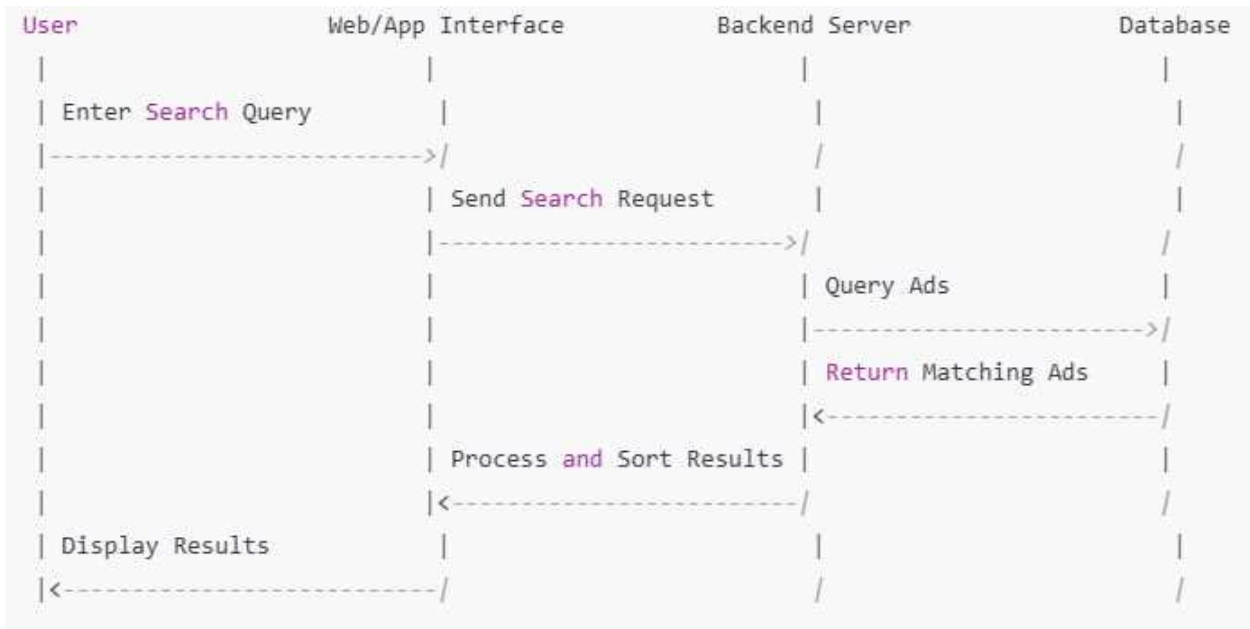 User Web/App Interface Backend Server Database
| | | |
| Enter Search Query | | |
|--------------------------->/ / /
| | Send Search Request | |
| |------------------------->/ /
| | | Query Ads |
| | |------------------------>/
| | | Return Matching Ads |
| | |<------------------------/
| | Process and Sort Results | |
| |<-------------------------/ /
| Display Results | | |
|<---------------------------/ / /